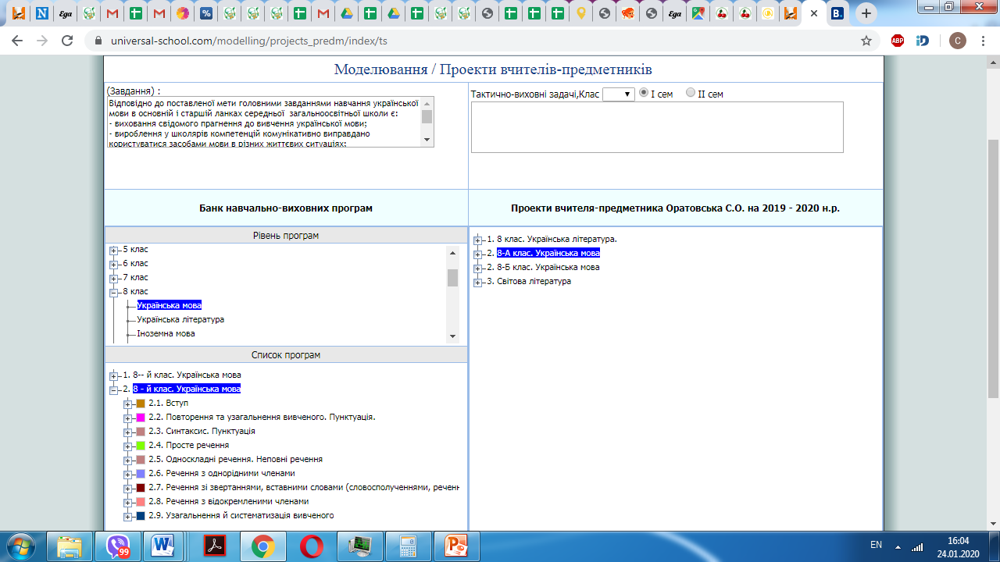 Ega
%
Ega
ON
B.
universal-school.com/modelling/projects_predm/index/ts
ABP
C
Моделювання / Проекти вчителів-предметників
(Завдання) :
Відповідно до поставленої мети головними завданнями навчання української
мови в основній і старшій ланках середньої загальноосвітньої школи є:
- виховання свідомого прагнення до вивчення української мови;
- вироблення у школярів компетенцій комунікативно виправдано
користуватися засобами мови в різних життєвих ситуаціях;
Тактично-виховні задачі,Клас I сем II сем
Банк навчально-виховних програм
Проекти вчителя-предметника Оратовська С.О. на 2019 - 2020 н.р.
Рівень програм
5 клас
6 клас
7 клас
8 клас
Українська мова
Українська література
Іноземна мова
1. 8 клас. Українська література.
2. 8-А клас. Українська мова
2. 8-Б клас. Українська мова
3. Світова література
Список програм
1. 8-- й клас. Українська мова
2. 8 - й клас. Українська мова
2.1. Вступ
2.2. Повторення та узагальнення вивченого. Пунктуація.
2.3. Синтаксис. Пунктуація
2.4. Просте речення
2.5. Односкладні речення. Неповні речення
2.6. Речення з однорідними членами
2.7. Речення зі звертаннями, вставними словами (словосполученнями, речен
2.8. Речення з відокремленими членами
2.9. Узагальнення й систематизація вивченого
99
EN
16:04
24.01.2020